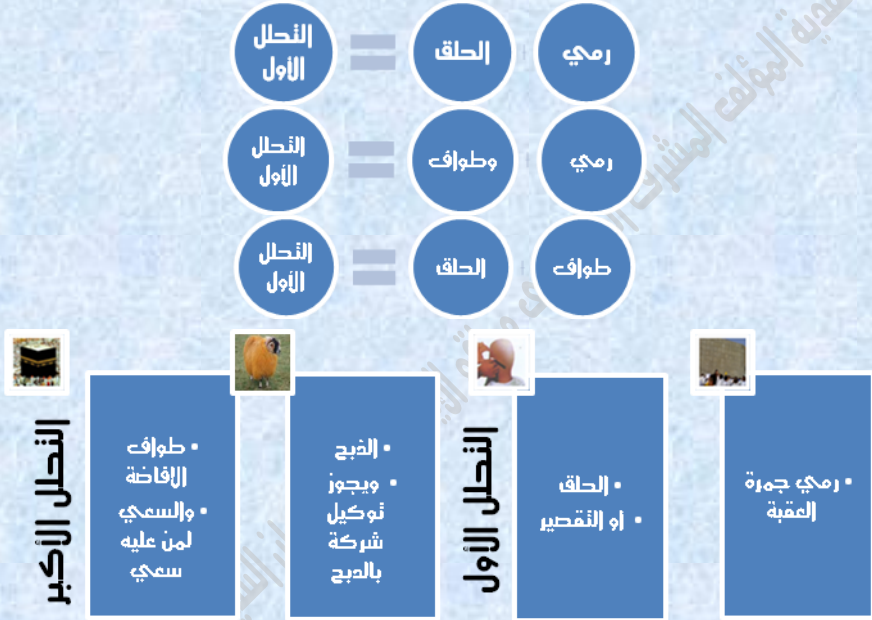 رمي الحلق = التحلل
الأول
رمي وطواف = التحلل
الأول
طواف الحلق = التحلل
الأول
• رمي جمرة
العقبة
التحلل الأول
• الحلق
• أو التقصير
• الذبح
• ويجوز
توكيل
شركة
بالدبح
• طواف
الافاضة
• والسعي
لمن عليه
سعي
التحلل الأكبر